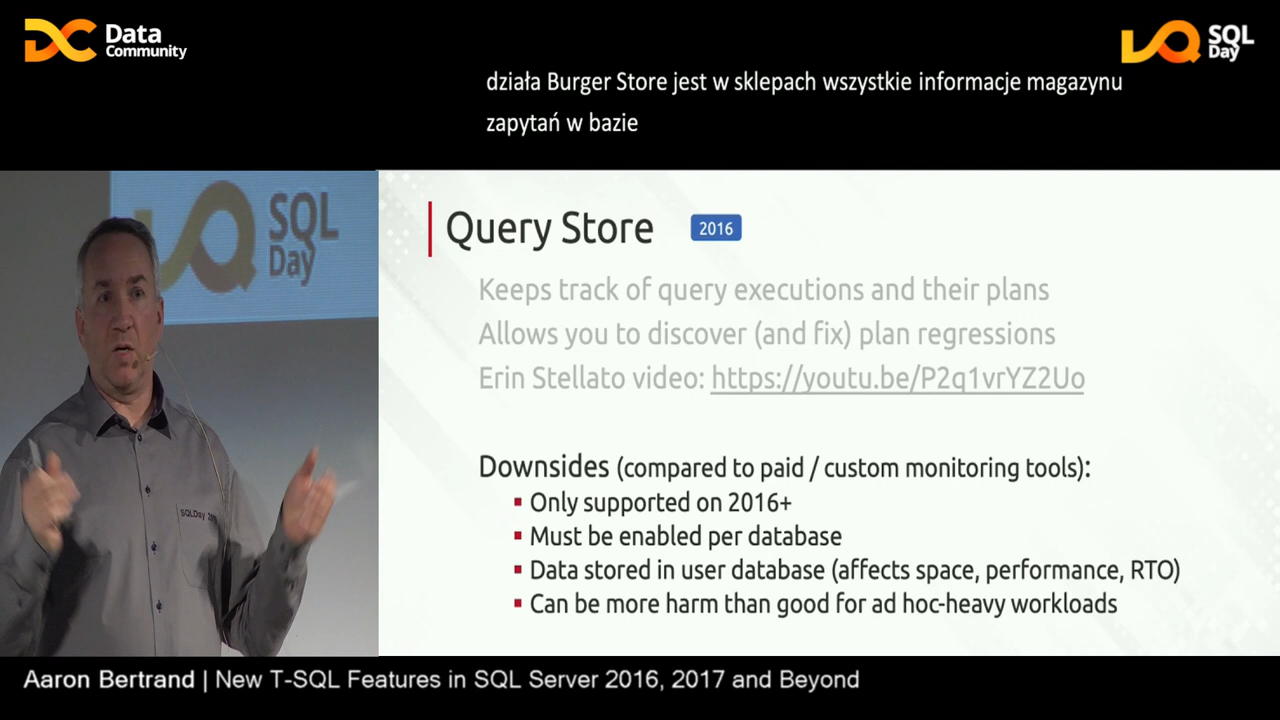 Data
Community
SQL
Day
działa Burger Store jest w sklepach wszystkie informacje magazynu
zapytań w bazie
SQL
Day
Query Store 2016
Keeps track of query executions and their plans
Allows you to discover (and fix) plan regressions
Erin Stellato video: https://youtu.be/P2q1vrYZ2Uo
Downsides (compared to paid / custom monitoring tools):
Only supported on 2016+
Must be enabled per database
Data stored in user database (affects space, performance, RTO)
Can be more harm than good for ad hoc-heavy workloads
SQLDay
Aaron Bertrand | New T-SQL Features in SQL Server 2016, 2017 and Beyond